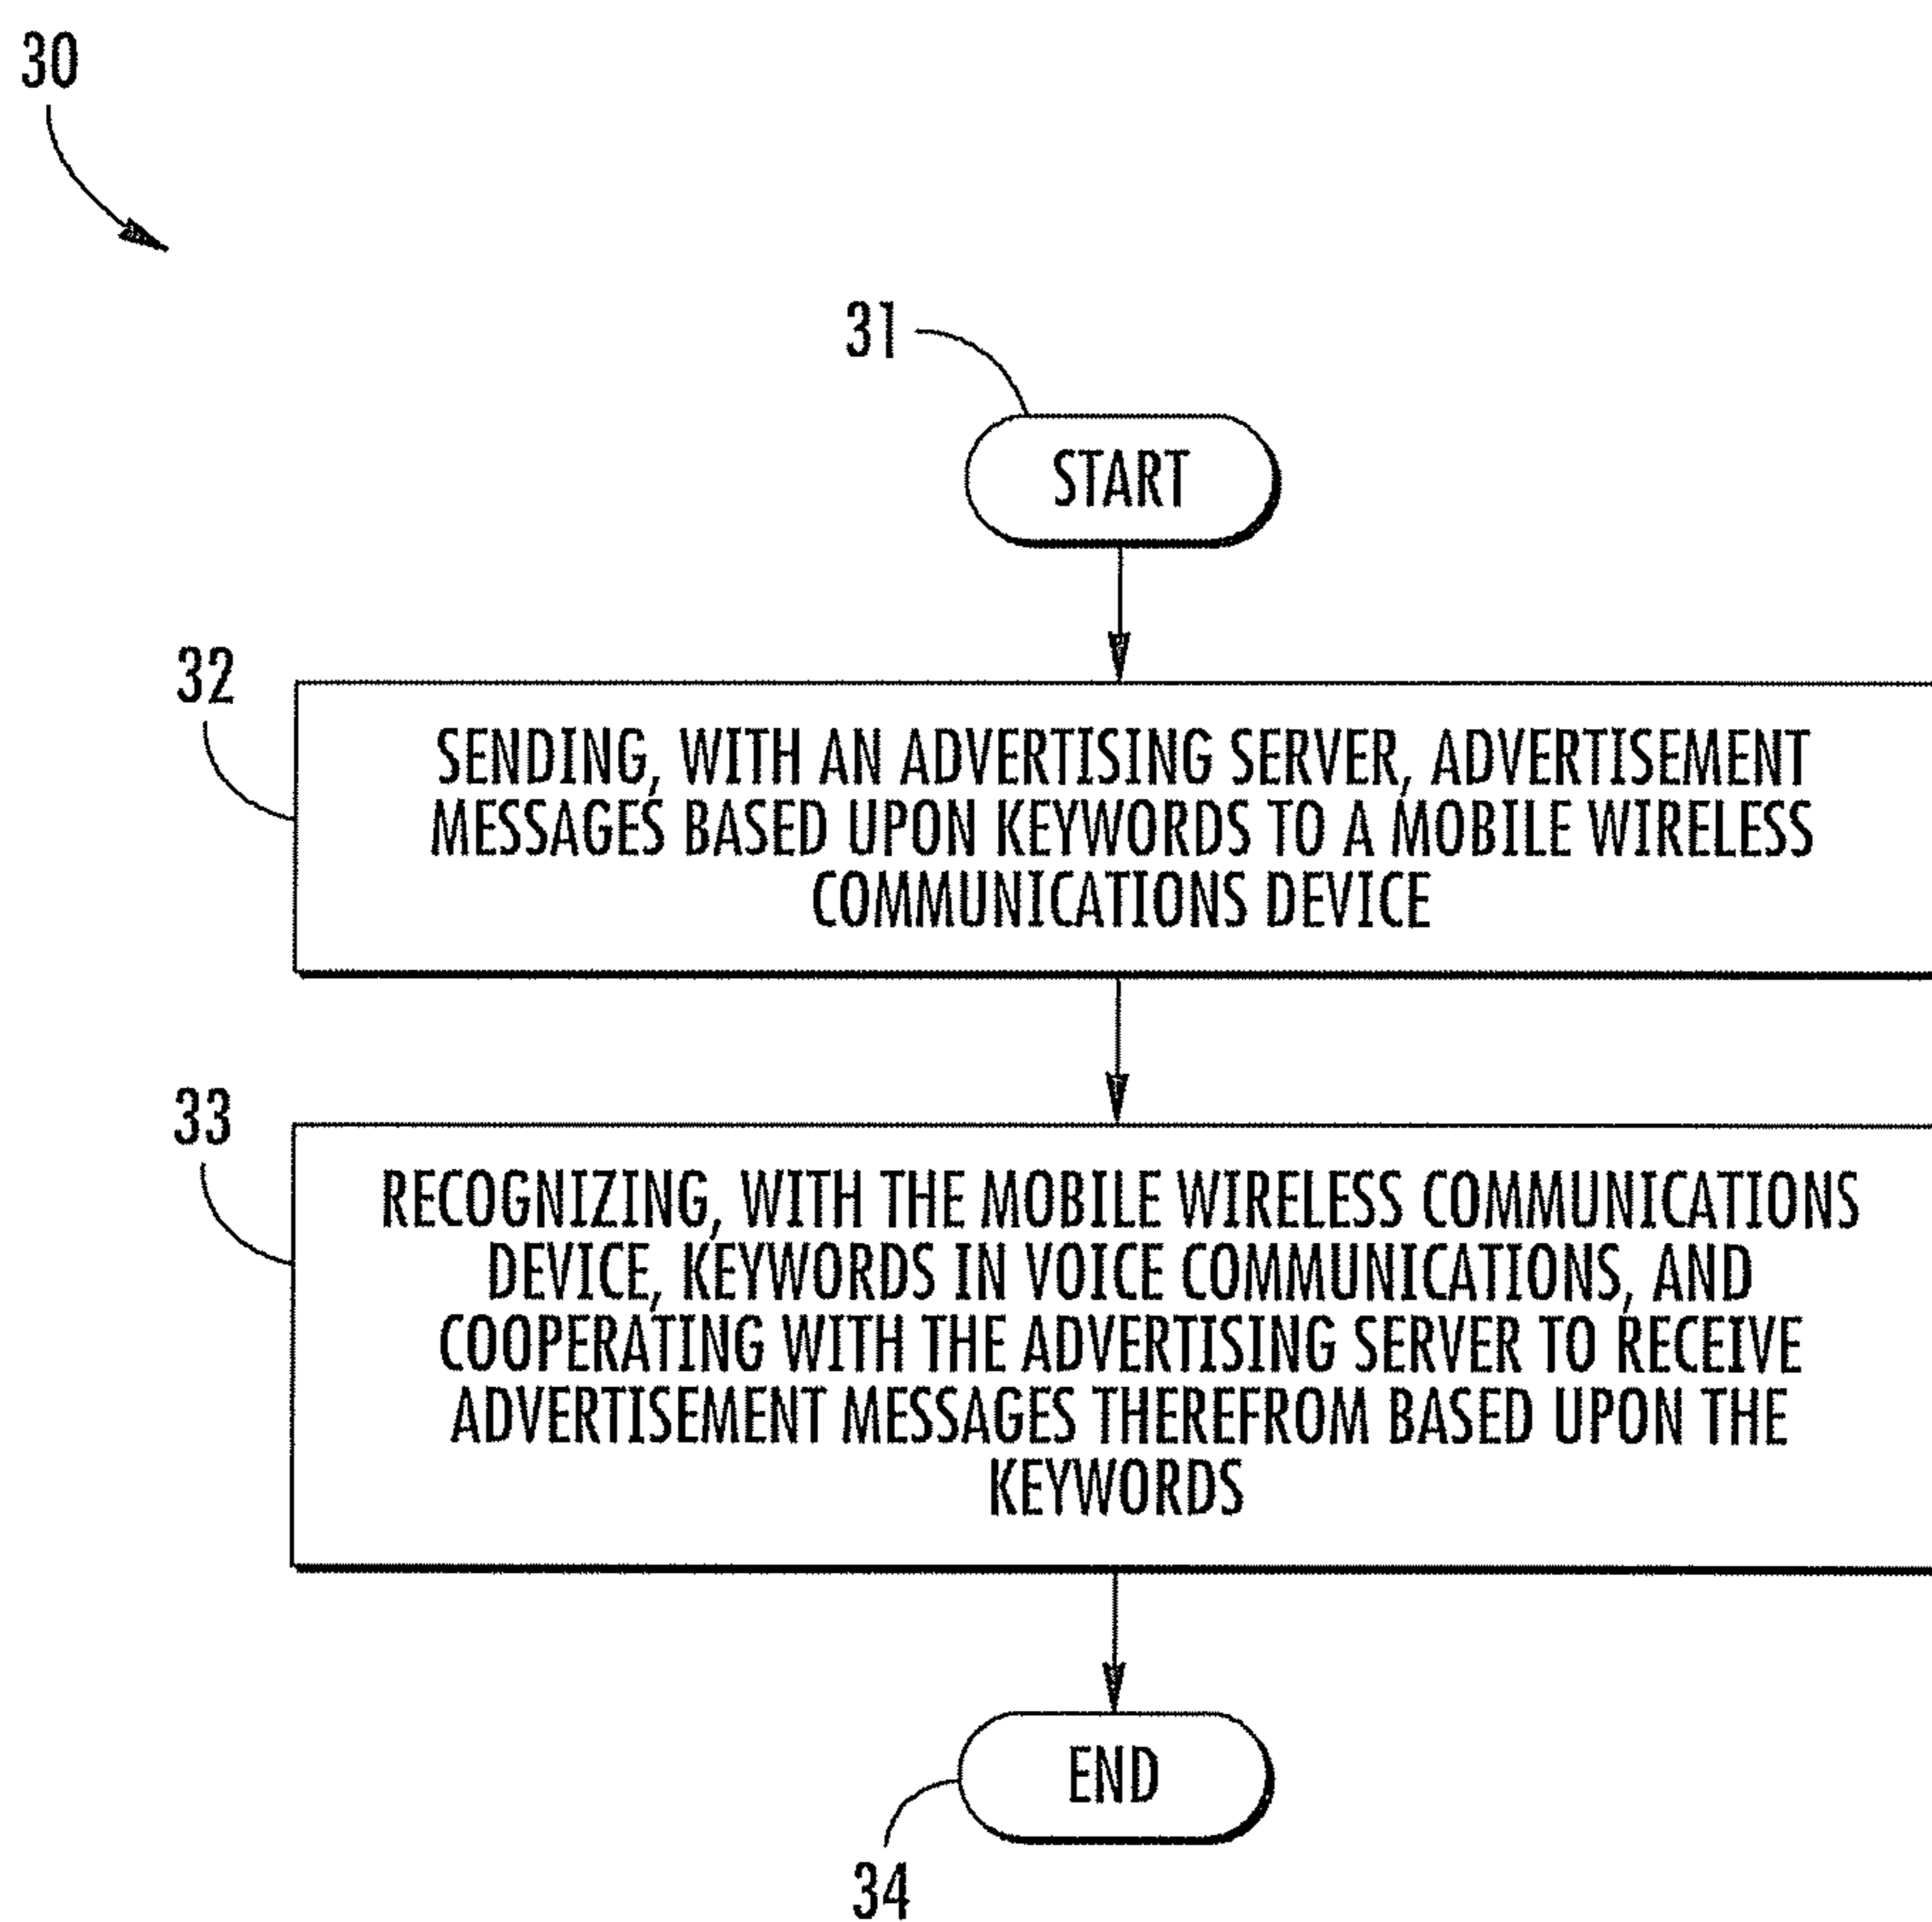 30
31
START
32
SENDING, WITH AN ADVERTISING SERVER, ADVERTISEMENT
MESSAGES BASED UPON KEYWORDS TO A MOBILE WIRELESS
COMMUNICATIONS DEVICE
33
RECOGNIZING, WITH THE MOBILE WIRELESS COMMUNICATIONS
DEVICE, KEYWORDS IN VOICE COMMUNICATIONS, AND
COOPERATING WITH THE ADVERTISING SERVER TO RECEIVE
ADVERTISEMENT MESSAGES THEREFROM BASED UPON THE
KEYWORDS
END
34